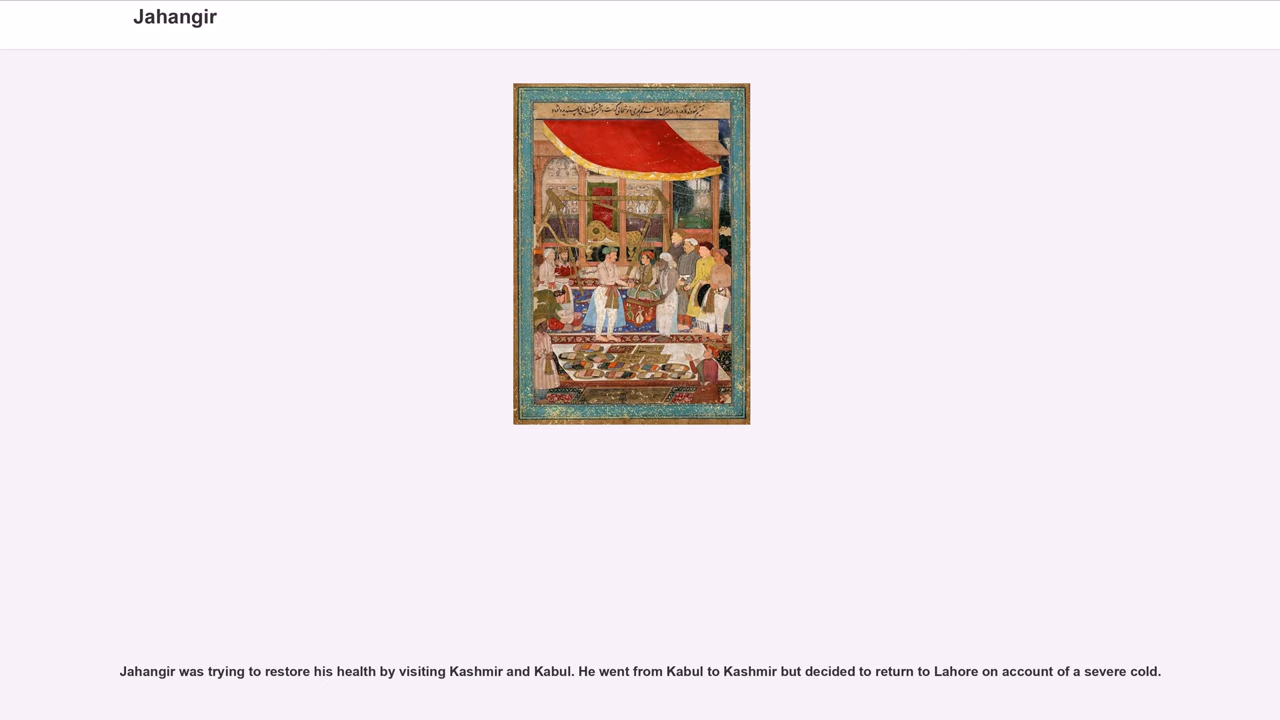 Jahangir
Jahangir was trying to restore his health by visiting Kashmir and Kabul. He went from Kabul to Kashmir but decided to return to Lahore on account of a severe cold.